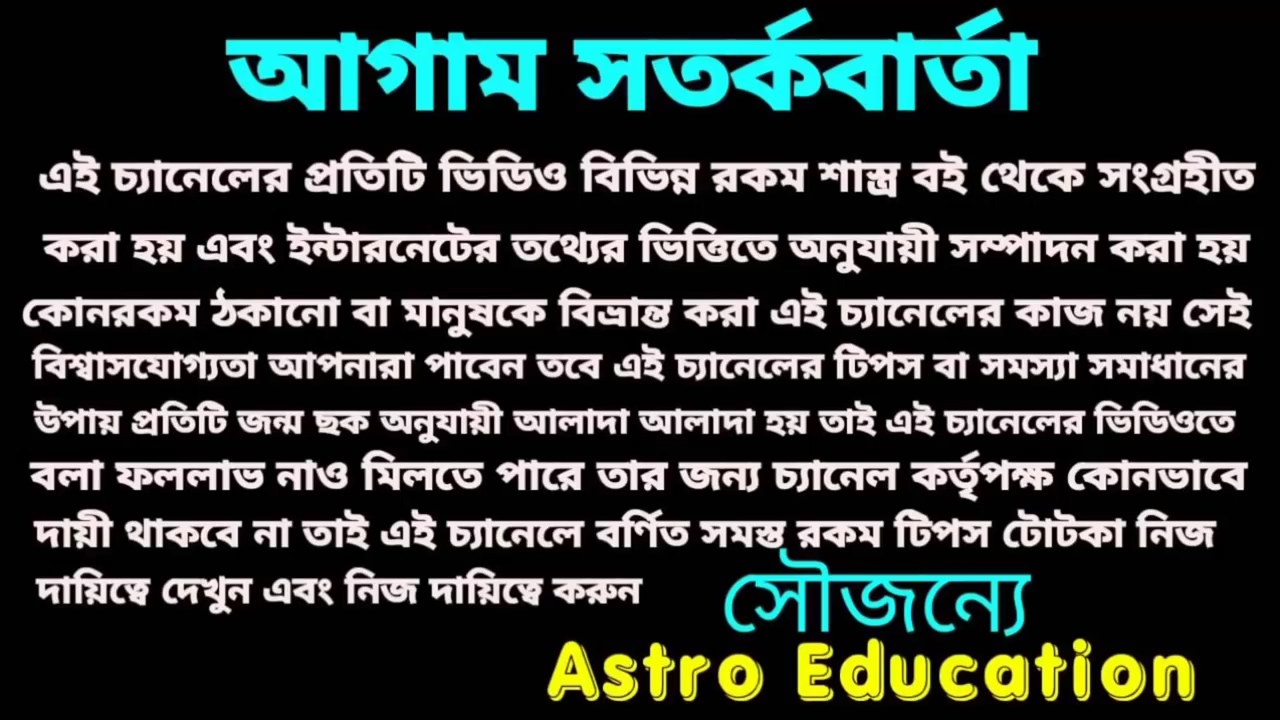 আগাম সতর্কবার্তা
এই চ্যানেলের প্রতিটি ভিডিও বিভিন্ন রকম শাস্ত্র বই থেকে সংগ্রহীত
করা হয় এবং ইন্টারনেটের তথ্যের ভিত্তিতে অনুযায়ী সম্পাদন করা হয়
কোনরকম ঠকানো বা মানুষকে বিভ্রান্ত করা এই চ্যানেলের কাজ নয় সেই
বিশ্বাসযোগ্যতা আপনারা পাবেন তবে এই চ্যানেলের টিপস বা সমস্যা সমাধানের
উপায় প্রতিটি জন্ম ছক অনুযায়ী আলাদা আলাদা হয় তাই এই চ্যানেলের ভিডিওতে
বলা ফললাভ নাও মিলতে পারে তার জন্য চ্যানেল কর্তৃপক্ষ কোনভাবে
দায়ী থাকবে না তাই এই চ্যানেলে বর্ণিত সমস্ত রকম টিপস টোটকা নিজ
দায়িত্বে দেখুন এবং নিজ দায়িত্বে করুন
সৌজন্যে
Astro Education